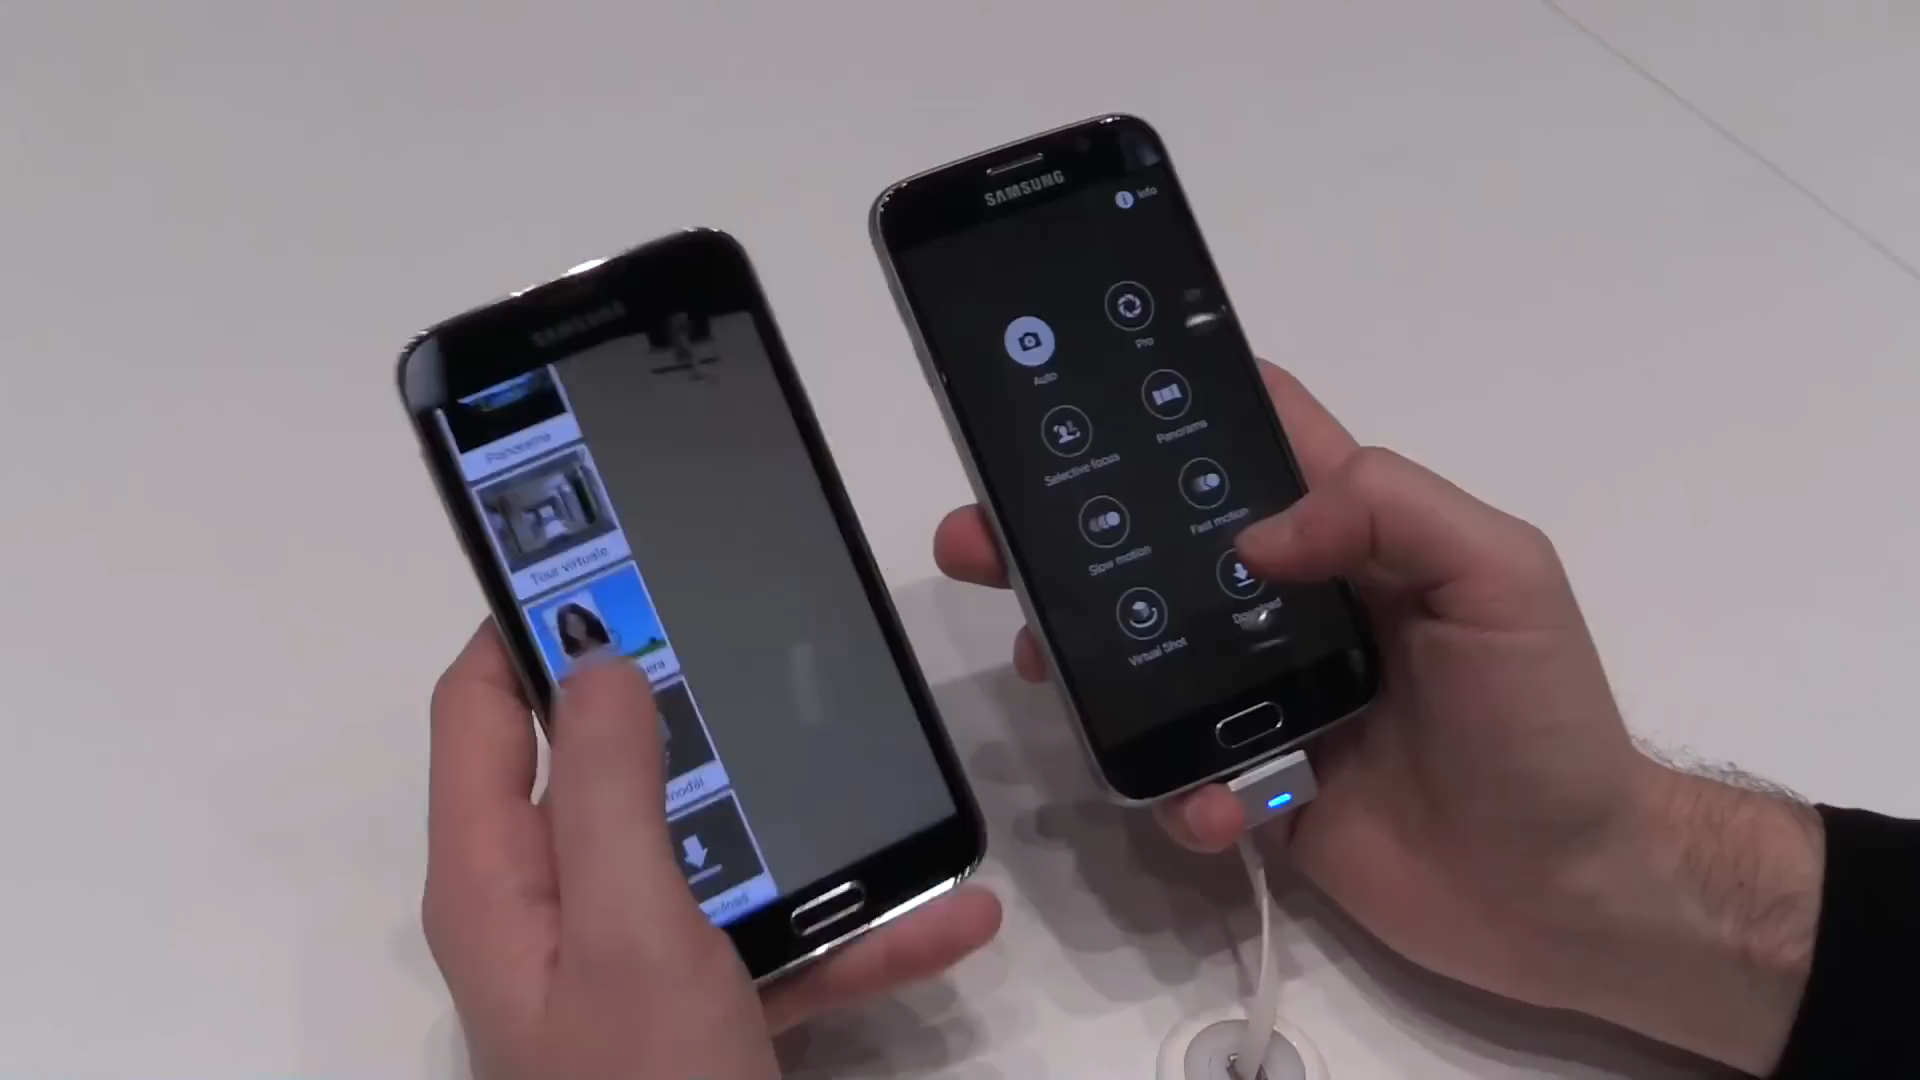 SAMSUNG
Panorama
Tour virtuale
SAMSUNG
Info
Auto
Pro
Selective focus
Panorama
Slow motion
Fast motion
Virtual Shot
Download